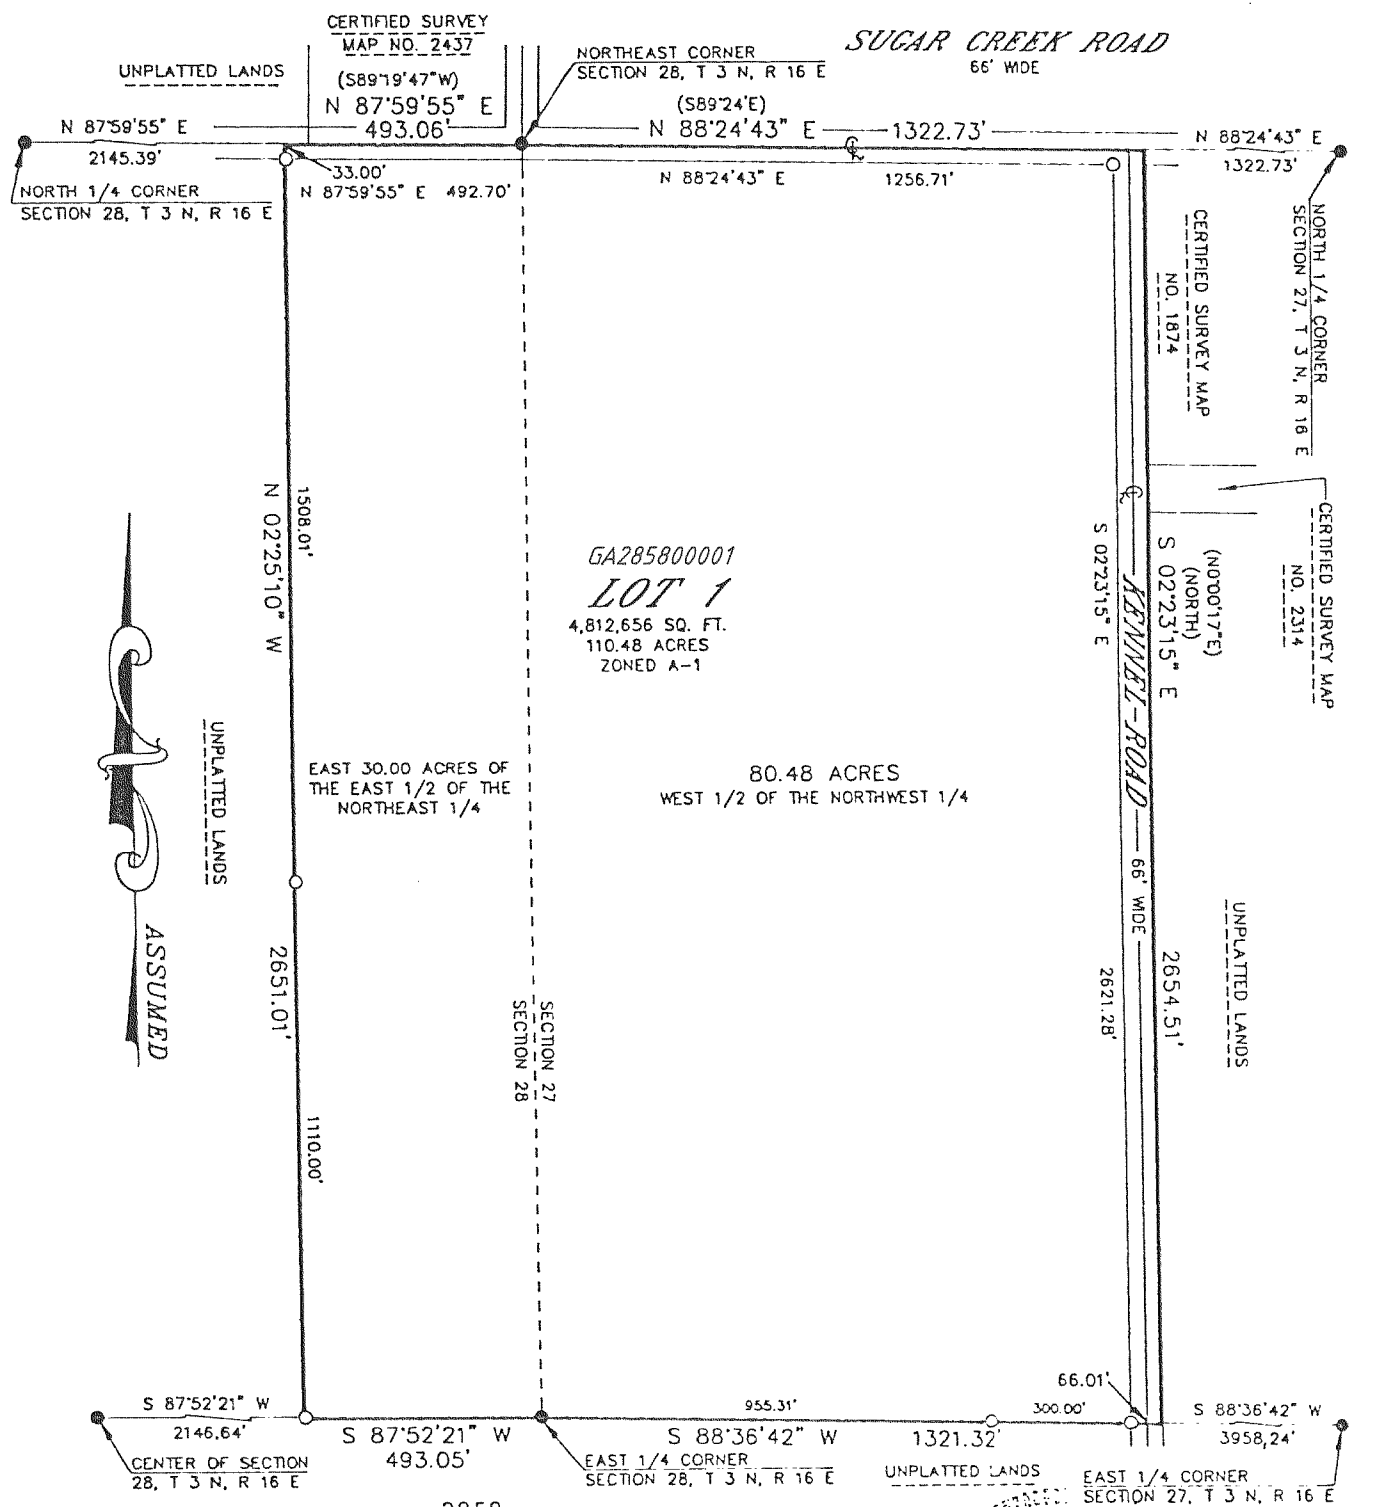 CERTIFIED SURVEY
MAP NO. 2437
SUGAR CREEK ROAD
66' WIDE
NORTHEAST CORNER
SECTION 28, T 3 N, R 16 E
UNPLATTED LANDS
(S89°19'47"W)
N 87°59'55" E
493.06'
(S89°24'E)
N 88°24'43" E
1322.73'
N 87°59'55" E
2145.39'
N 88°24'43" E
1322.73'
NORTH 1/4 CORNER
SECTION 28, T 3 N, R 16 E
33.00'
N 87°59'55" E 492.70'
N 88°24'43" E
1256.71'
NORTH 1/4 CORNER
SECTION 27, T 3 N, R 16 E
CERTIFIED SURVEY MAP
NO. 1874
CERTIFIED SURVEY MAP
NO. 2314
(N0°00'17"E)
(NORTH)
S 02°23'15" E
S 02°23'15" E
KENNEL ROAD
66' WIDE
1508.01'
N 02°25'10" W
GA285800001
LOT 1
4,812,656 SQ. FT.
110.48 ACRES
ZONED A-1
UNPLATTED LANDS
EAST 30.00 ACRES OF
THE EAST 1/2 OF THE
NORTHEAST 1/4
80.48 ACRES
WEST 1/2 OF THE NORTHWEST 1/4
ASSUMED
2651.01'
SECTION 27
SECTION 28
2621.28'
2654.51'
UNPLATTED LANDS
1110.00'
66.01'
S 87°52'21" W
2146.64'
955.31'
300.00'
S 88°36'42" W
3958.24'
S 87°52'21" W
493.05'
S 88°36'42" W
1321.32'
CENTER OF SECTION
28, T 3 N, R 16 E
EAST 1/4 CORNER
SECTION 28, T 3 N, R 16 E
UNPLATTED LANDS
EAST 1/4 CORNER
SECTION 27, T 3 N, R 16 E